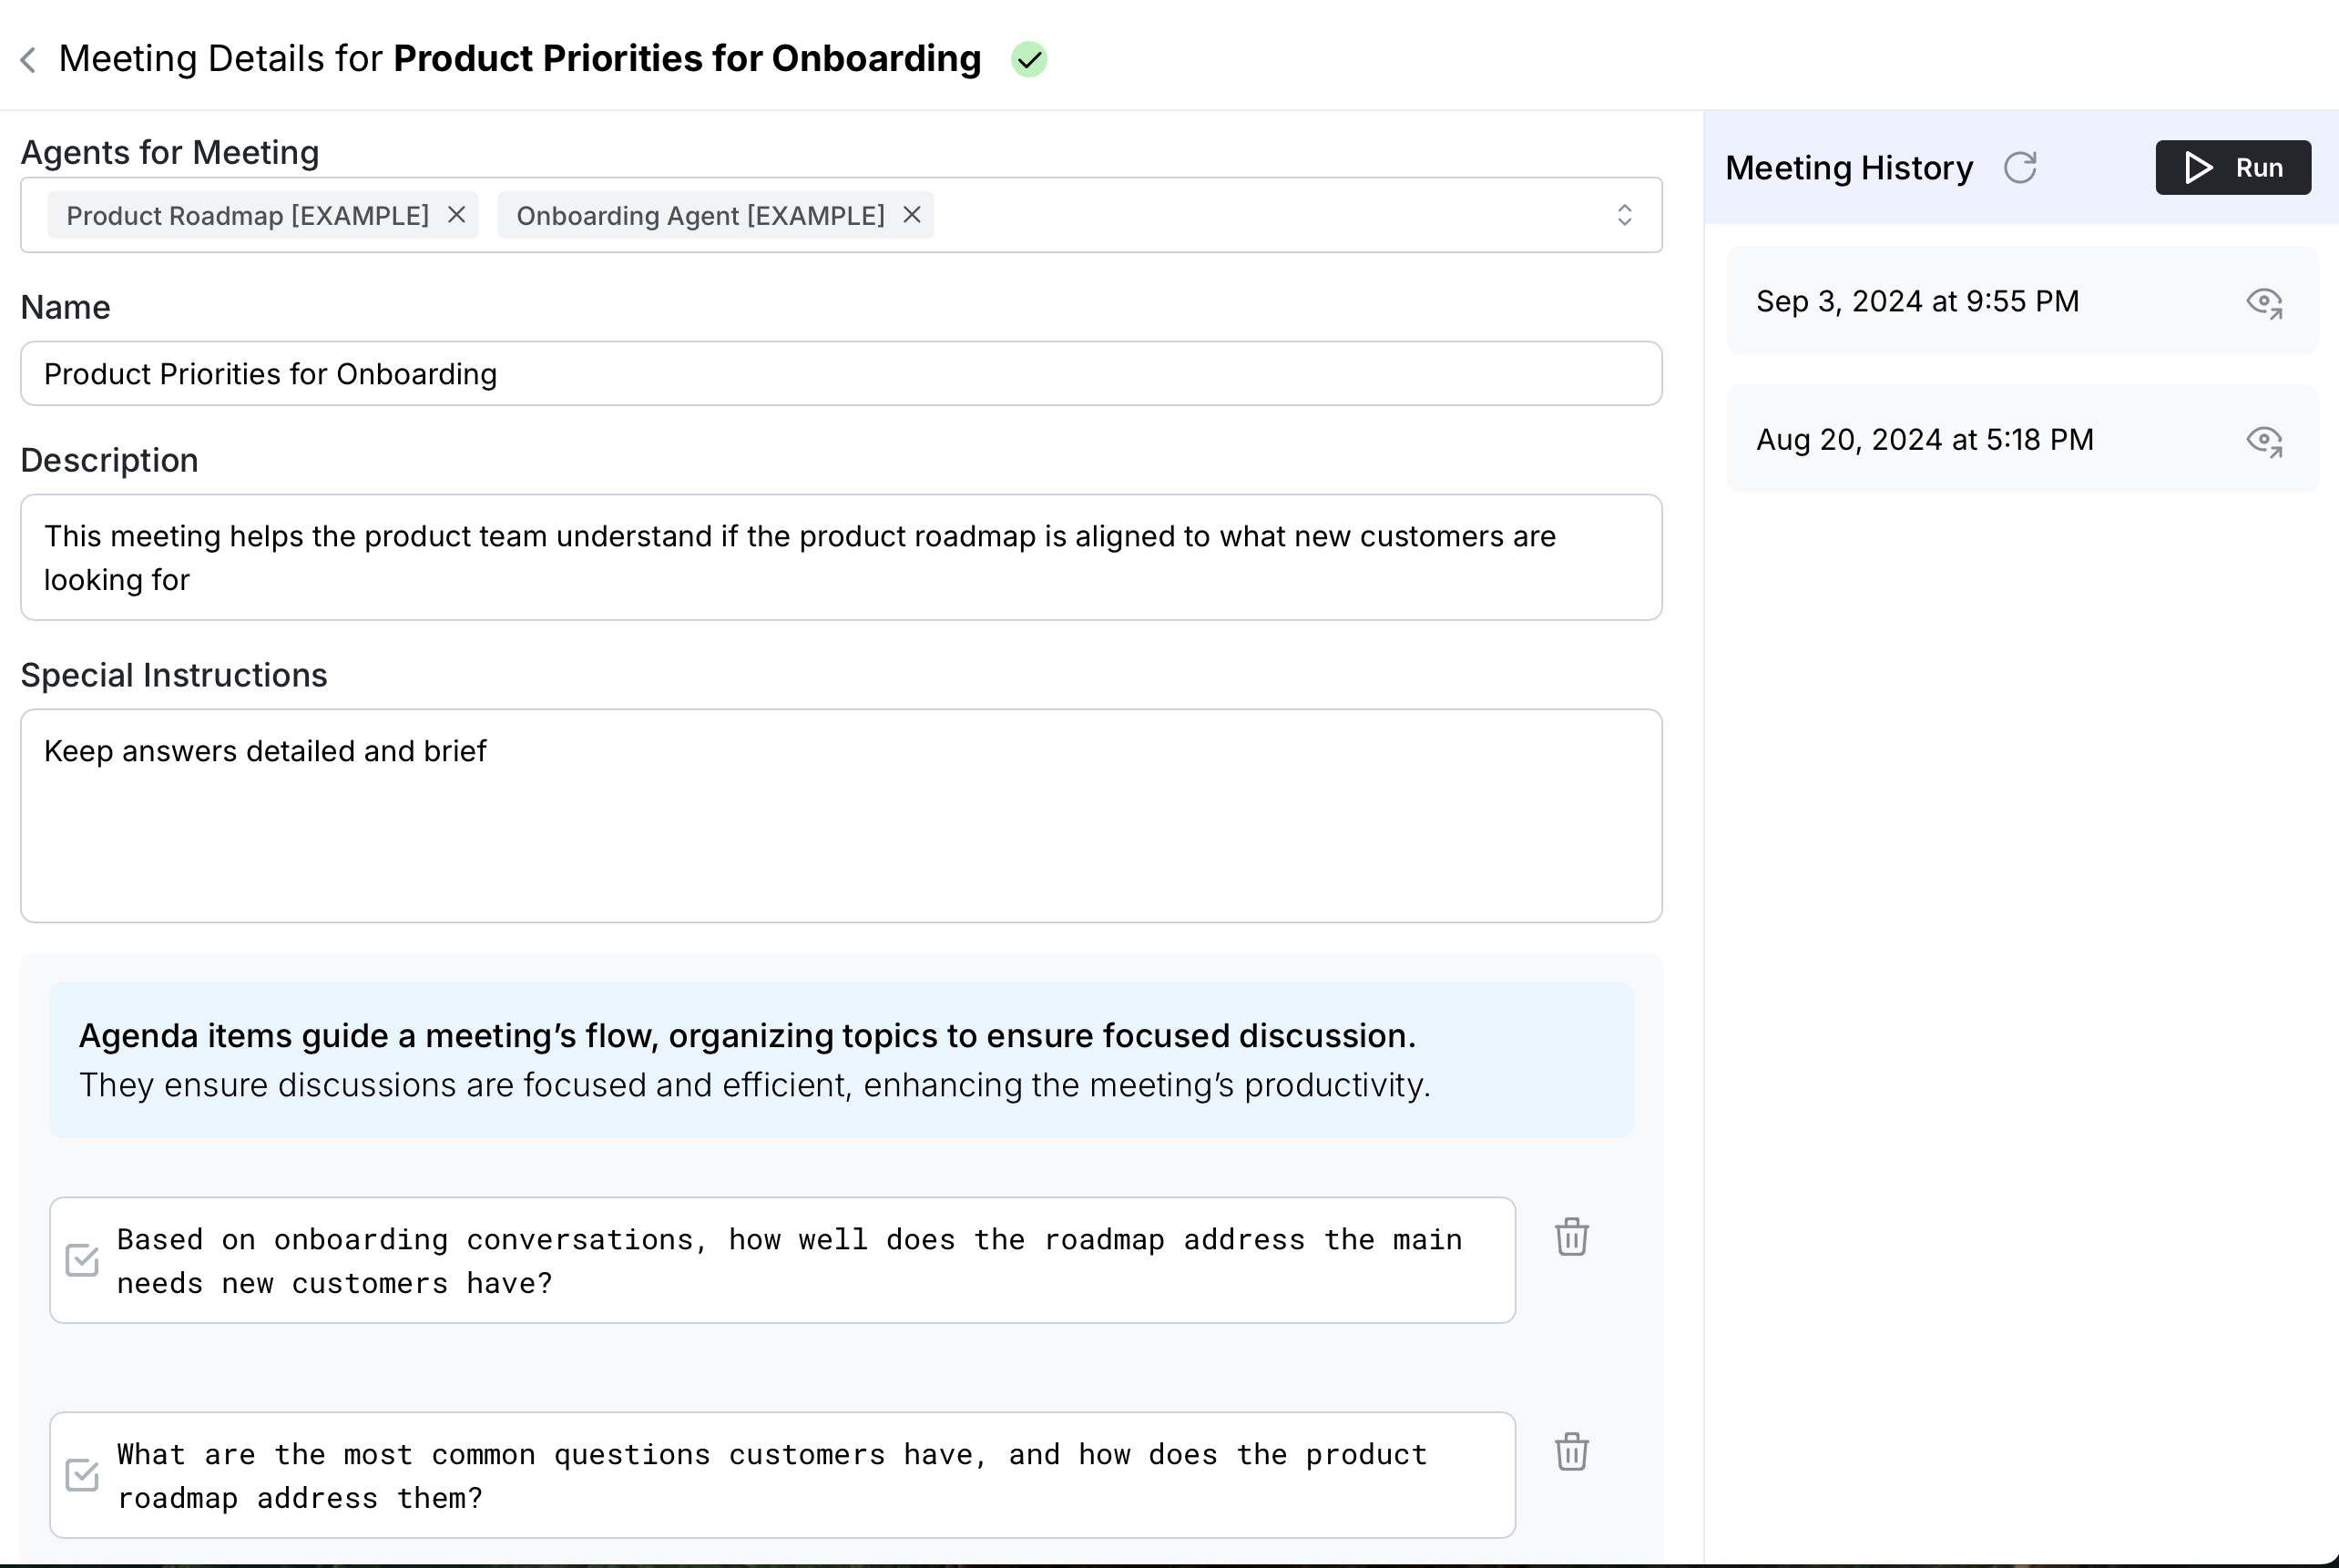 Meeting Details for Product Priorities for Onboarding
Agents for Meeting
Product Roadmap [EXAMPLE]
Onboarding Agent [EXAMPLE]
Name
Product Priorities for Onboarding
Description
This meeting helps the product team understand if the product roadmap is aligned to what new customers are
looking for
Special Instructions
Keep answers detailed and brief
Agenda items guide a meeting’s flow, organizing topics to ensure focused discussion.
They ensure discussions are focused and efficient, enhancing the meeting’s productivity.
Based on onboarding conversations, how well does the roadmap address the main
needs new customers have?
What are the most common questions customers have, and how does the product
roadmap address them?
Meeting History
Run
Sep 3, 2024 at 9:55 PM
Aug 20, 2024 at 5:18 PM